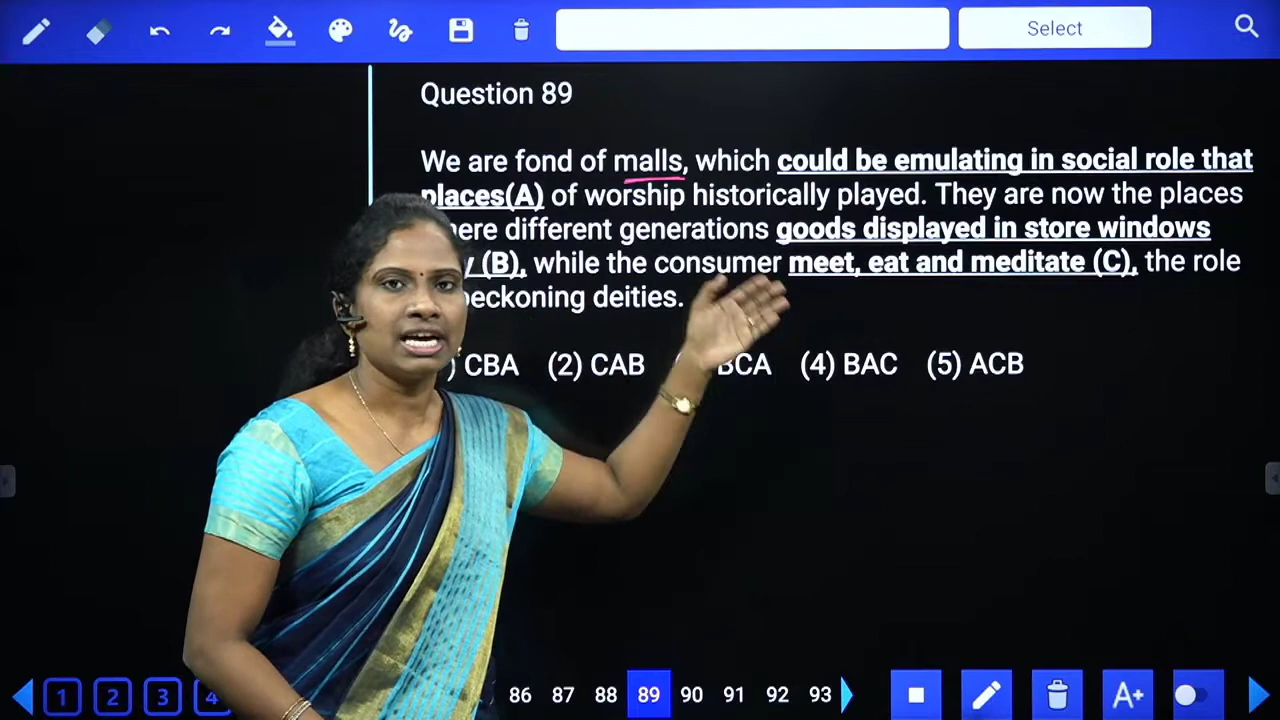 Select
Question 89
We are fond of malls, which could be emulating in social role that
places(A) of worship historically played. They are now the places
different generations goods displayed in store windows
(B), while the consumer meet, eat and meditate (C), the role
beckoning deities.
CBA (2) CAB BCA (4) BAC (5) ACB
1 2 3 4 86 87 88 89 90 91 92 93 A+